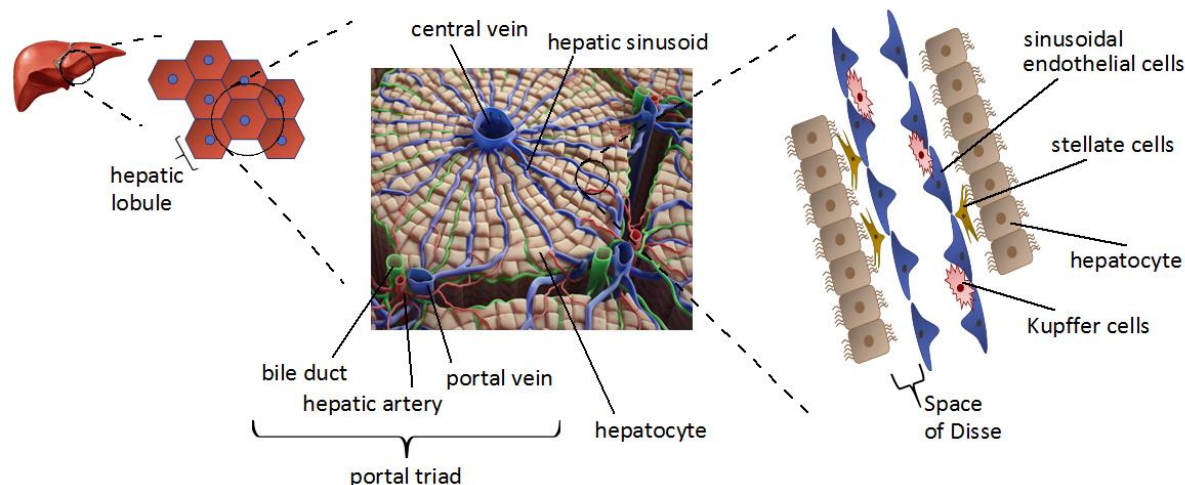 central vein
hepatic sinusoid
hepatic
lobule
bile duct
hepatic artery
portal vein
hepatocyte
portal triad
sinusoidal
endothelial cells
stellate cells
hepatocyte
Kupffer cells
Space
of Disse